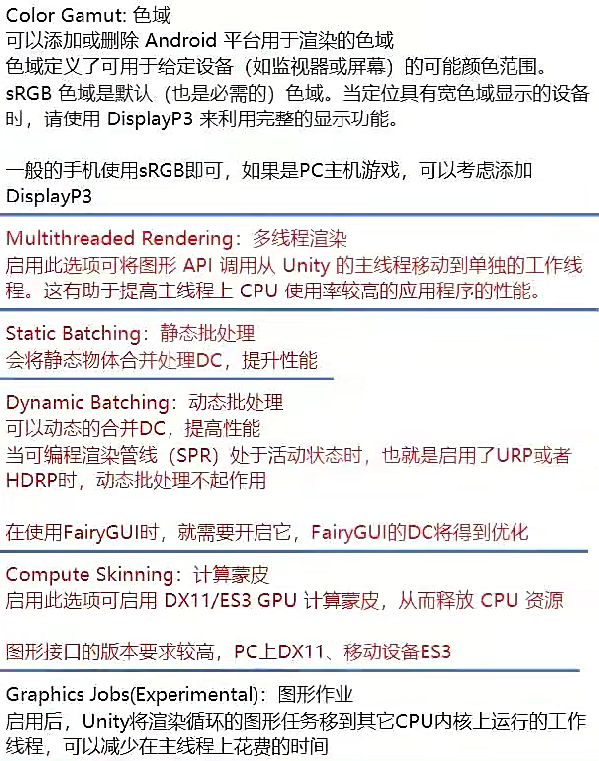 Color Gamut: 色域
可以添加或删除 Android 平台用于渲染的色域
色域定义了可用于给定设备（如监视器或屏幕）的可能颜色范围。
sRGB 色域是默认（也是必需的）色域。当定位具有宽色域显示的设备
时，请使用 DisplayP3 来利用完整的显示功能。
一般的手机使用sRGB即可，如果是PC主机游戏，可以考虑添加
DisplayP3
Multithreaded Rendering：多线程渲染
启用此选项可将图形 API 调用从 Unity 的主线程移动到单独的工作线
程。这有助于提高主线程上 CPU 使用率较高的应用程序的性能。
Static Batching：静态批处理
会将静态物体合并处理DC，提升性能
Dynamic Batching：动态批处理
可以动态的合并DC，提高性能
当可编程渲染管线（SPR）处于活动状态时，也就是启用了URP或者
HDRP时，动态批处理不起作用
在使用FairyGUI时，就需要开启它，FairyGUI的DC将得到优化
Compute Skinning：计算蒙皮
启用此选项可启用 DX11/ES3 GPU 计算蒙皮，从而释放 CPU 资源
图形接口的版本要求较高，PC上DX11、移动设备ES3
Graphics Jobs(Experimental)：图形作业
启用后，Unity将渲染循环的图形任务移到其它CPU内核上运行的工作
线程，可以减少在主线程上花费的时间